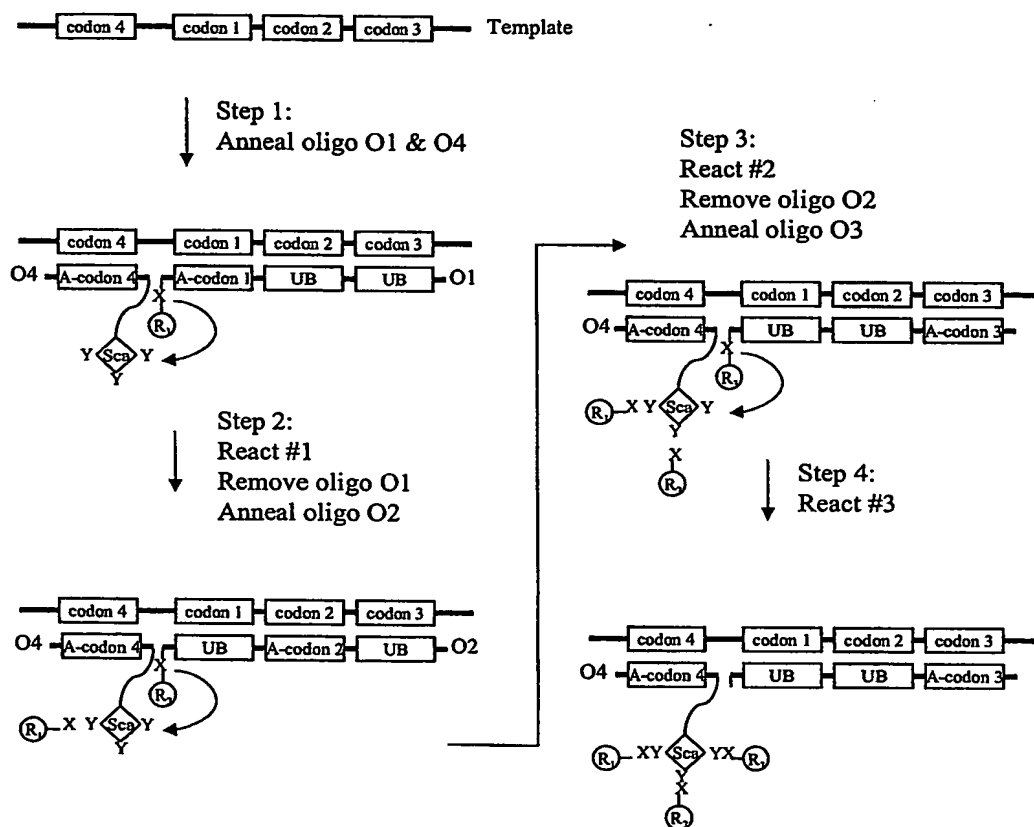 codon 4 codon 1 codon 2 codon 3 Template
Step 1:
Anneal oligo O1 & O4
codon 4 codon 1 codon 2 codon 3
O4 A-codon 4 A-codon 1 UB UB O1
X
R₁
Y Sca Y
Y
Step 2:
React #1
Remove oligo O1
Anneal oligo O2
codon 4 codon 1 codon 2 codon 3
O4 A-codon 4 UB A-codon 2 UB O2
X
R₂
R₁ X Y Sca Y
Y
Step 3:
React #2
Remove oligo O2
Anneal oligo O3
codon 4 codon 1 codon 2 codon 3
O4 A-codon 4 UB UB A-codon 3
X
R₃
R₁ X Y Sca Y
Y
X
R₂
Step 4:
React #3
codon 4 codon 1 codon 2 codon 3
O4 A-codon 4 UB UB A-codon 3
R₁ XY Sca YX R₃
Y
X
R₂